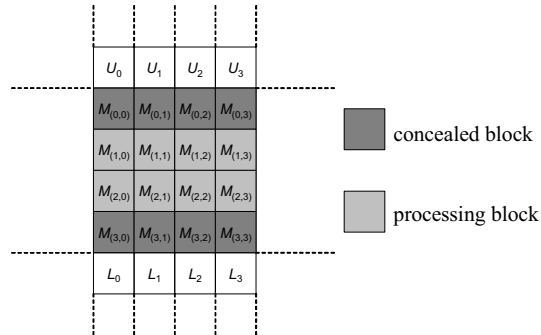 U0 U1 U2 U3
M(0,0) M(0,1) M(0,2) M(0,3)
M(1,0) M(1,1) M(1,2) M(1,3)
M(2,0) M(2,1) M(2,2) M(2,3)
M(3,0) M(3,1) M(3,2) M(3,3)
L0 L1 L2 L3
concealed block
processing block